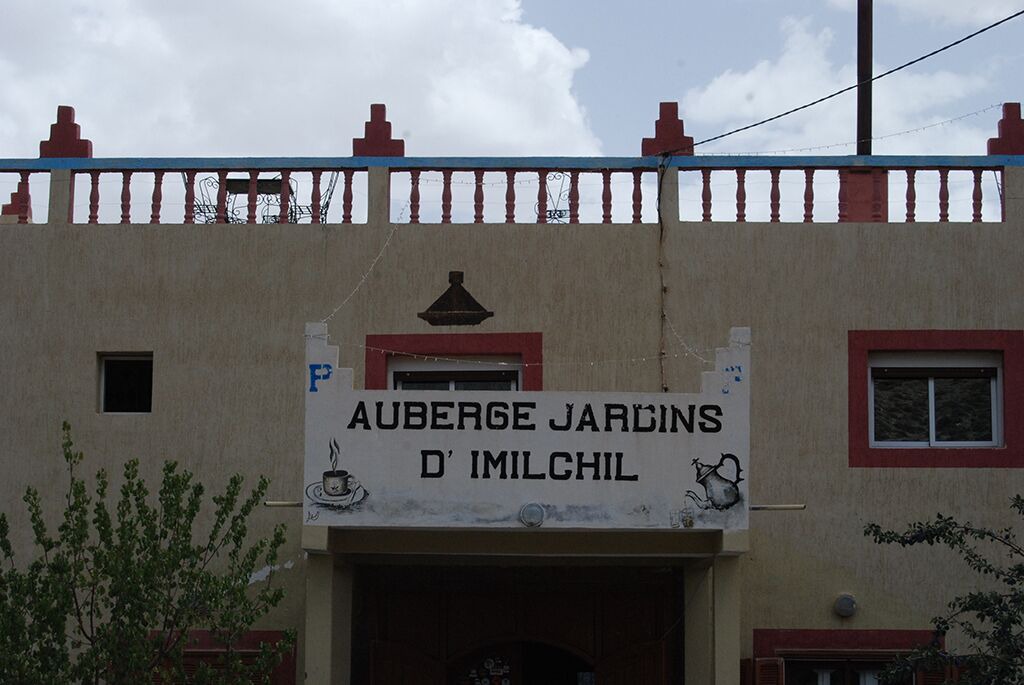 P
AUBERGE JARDINS
D' IMILCHIL